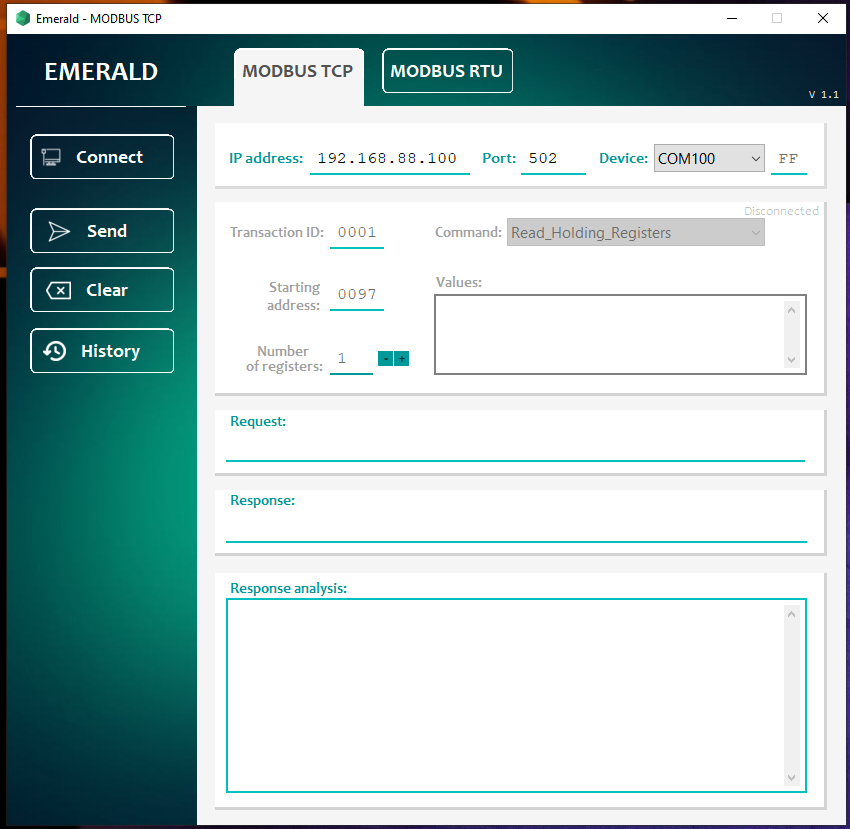 Emerald - MODBUS TCP
EMERALD
MODBUS TCP
MODBUS RTU
V 1.1
Connect
Send
Clear
History
IP address: 192.168.88.100 Port: 502 Device: COM100 FF
Disconnected
Transaction ID: 0001 Command: Read_Holding_Registers
Starting
address: 0097
Values:
Number
of registers: 1 - +
Request:
Response:
Response analysis: